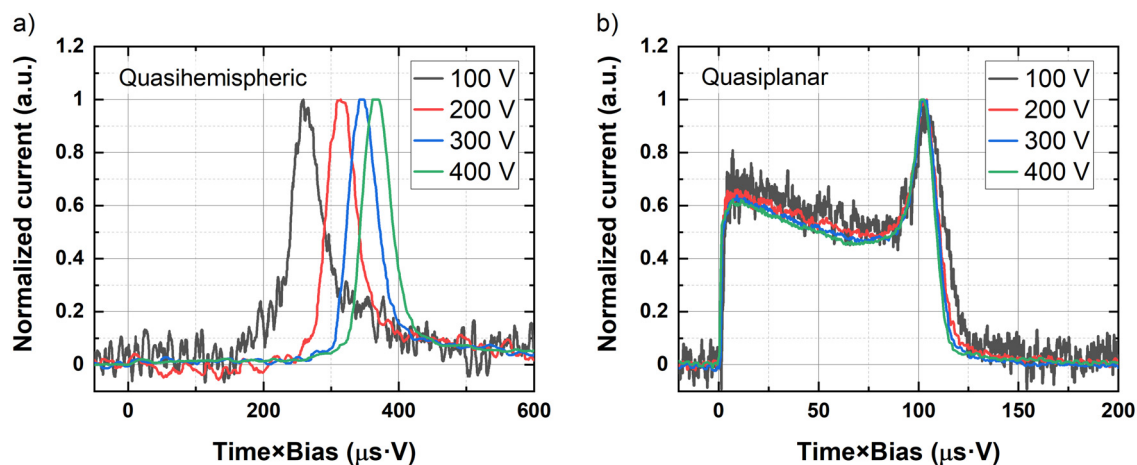 a)
1.2
1
0.8
0.6
0.4
0.2
0
Normalized current (a.u.)
Quasihemispheric
100 V
200 V
300 V
400 V
0
200
400
600
Time×Bias (μs·V)
b)
1.2
1
0.8
0.6
0.4
0.2
0
Normalized current (a.u.)
Quasiplanar
100 V
200 V
300 V
400 V
0
50
100
150
200
Time×Bias (μs·V)